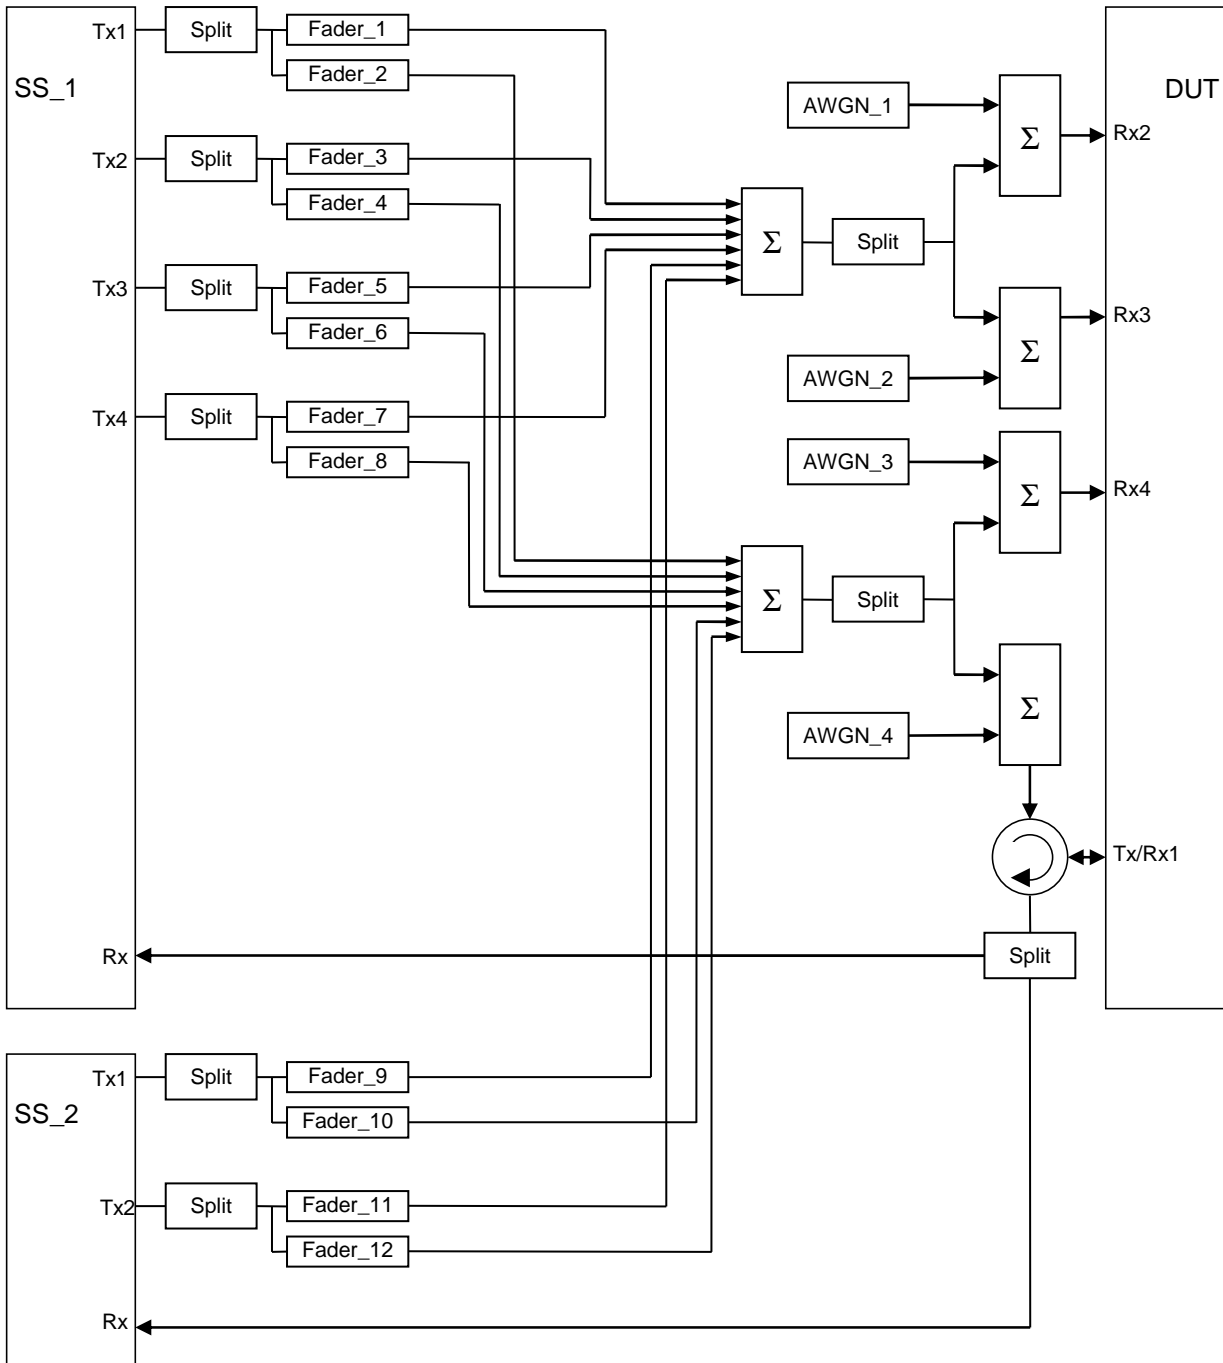 Tx1
Split
Fader_1
Fader_2
SS_1
DUT
AWGN_1
Σ
Rx2
Tx2
Split
Fader_3
Fader_4
Σ
Split
Tx3
Split
Fader_5
Fader_6
Σ
Rx3
AWGN_2
Tx4
Split
Fader_7
Fader_8
AWGN_3
Σ
Rx4
Σ
Split
Σ
AWGN_4
Tx/Rx1
Rx
Split
Tx1
Split
Fader_9
Fader_10
SS_2
Tx2
Split
Fader_11
Fader_12
Rx